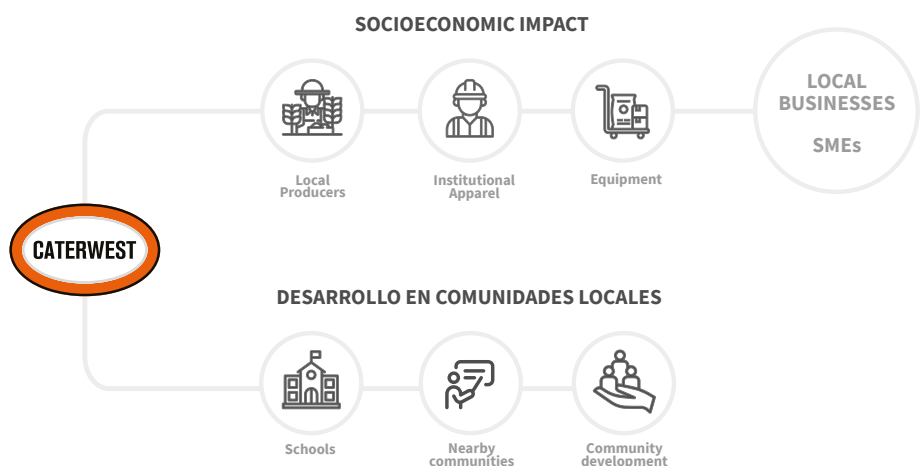 SOCIOECONOMIC IMPACT
LOCAL
BUSINESSES
SMEs
Local
Producers
Institutional
Apparel
Equipment
CATERWEST
DESARROLLO EN COMUNIDADES LOCALES
Schools
Nearby
communities
Community
development